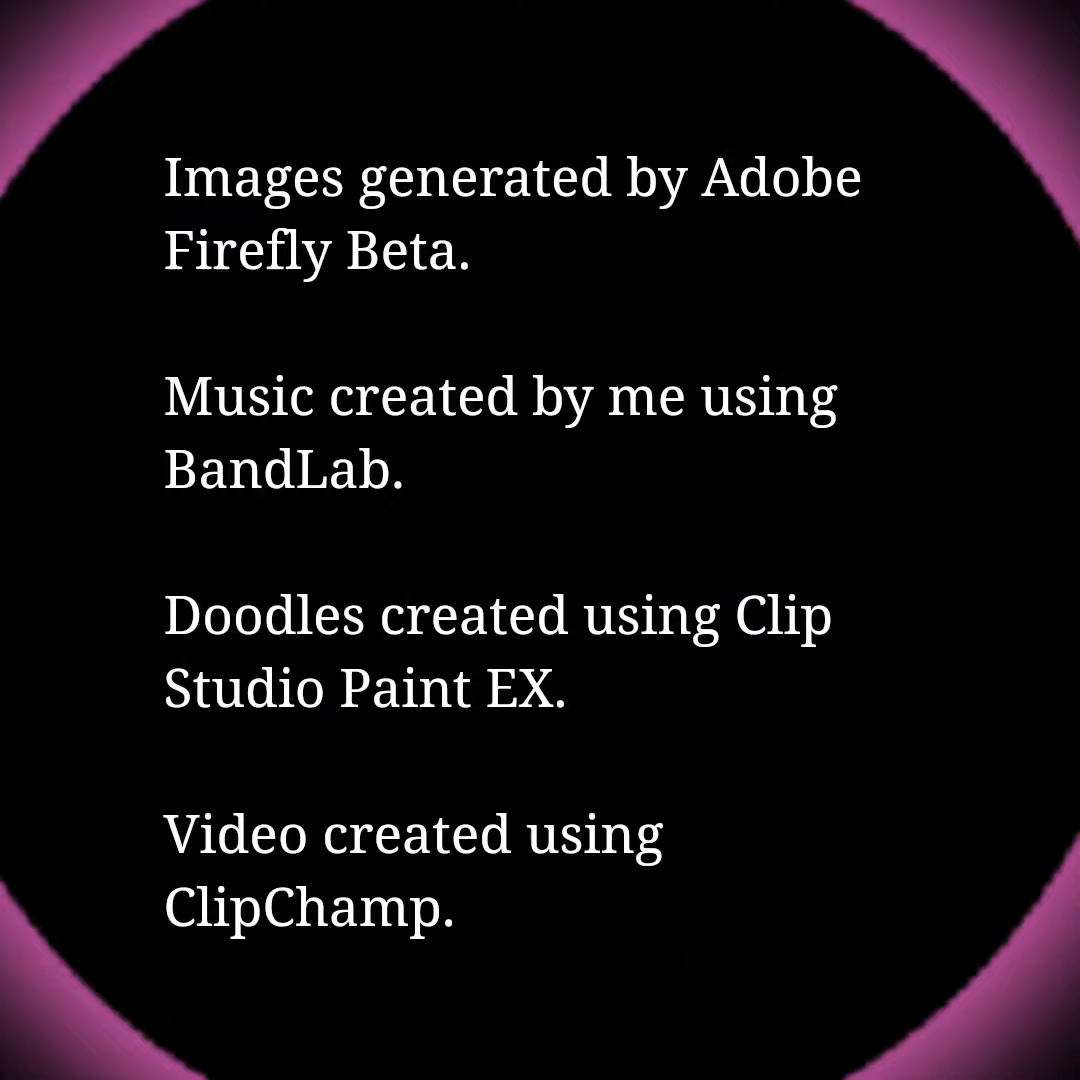 Images generated by Adobe
Firefly Beta.
Music created by me using
BandLab.
Doodles created using Clip
Studio Paint EX.
Video created using
ClipChamp.